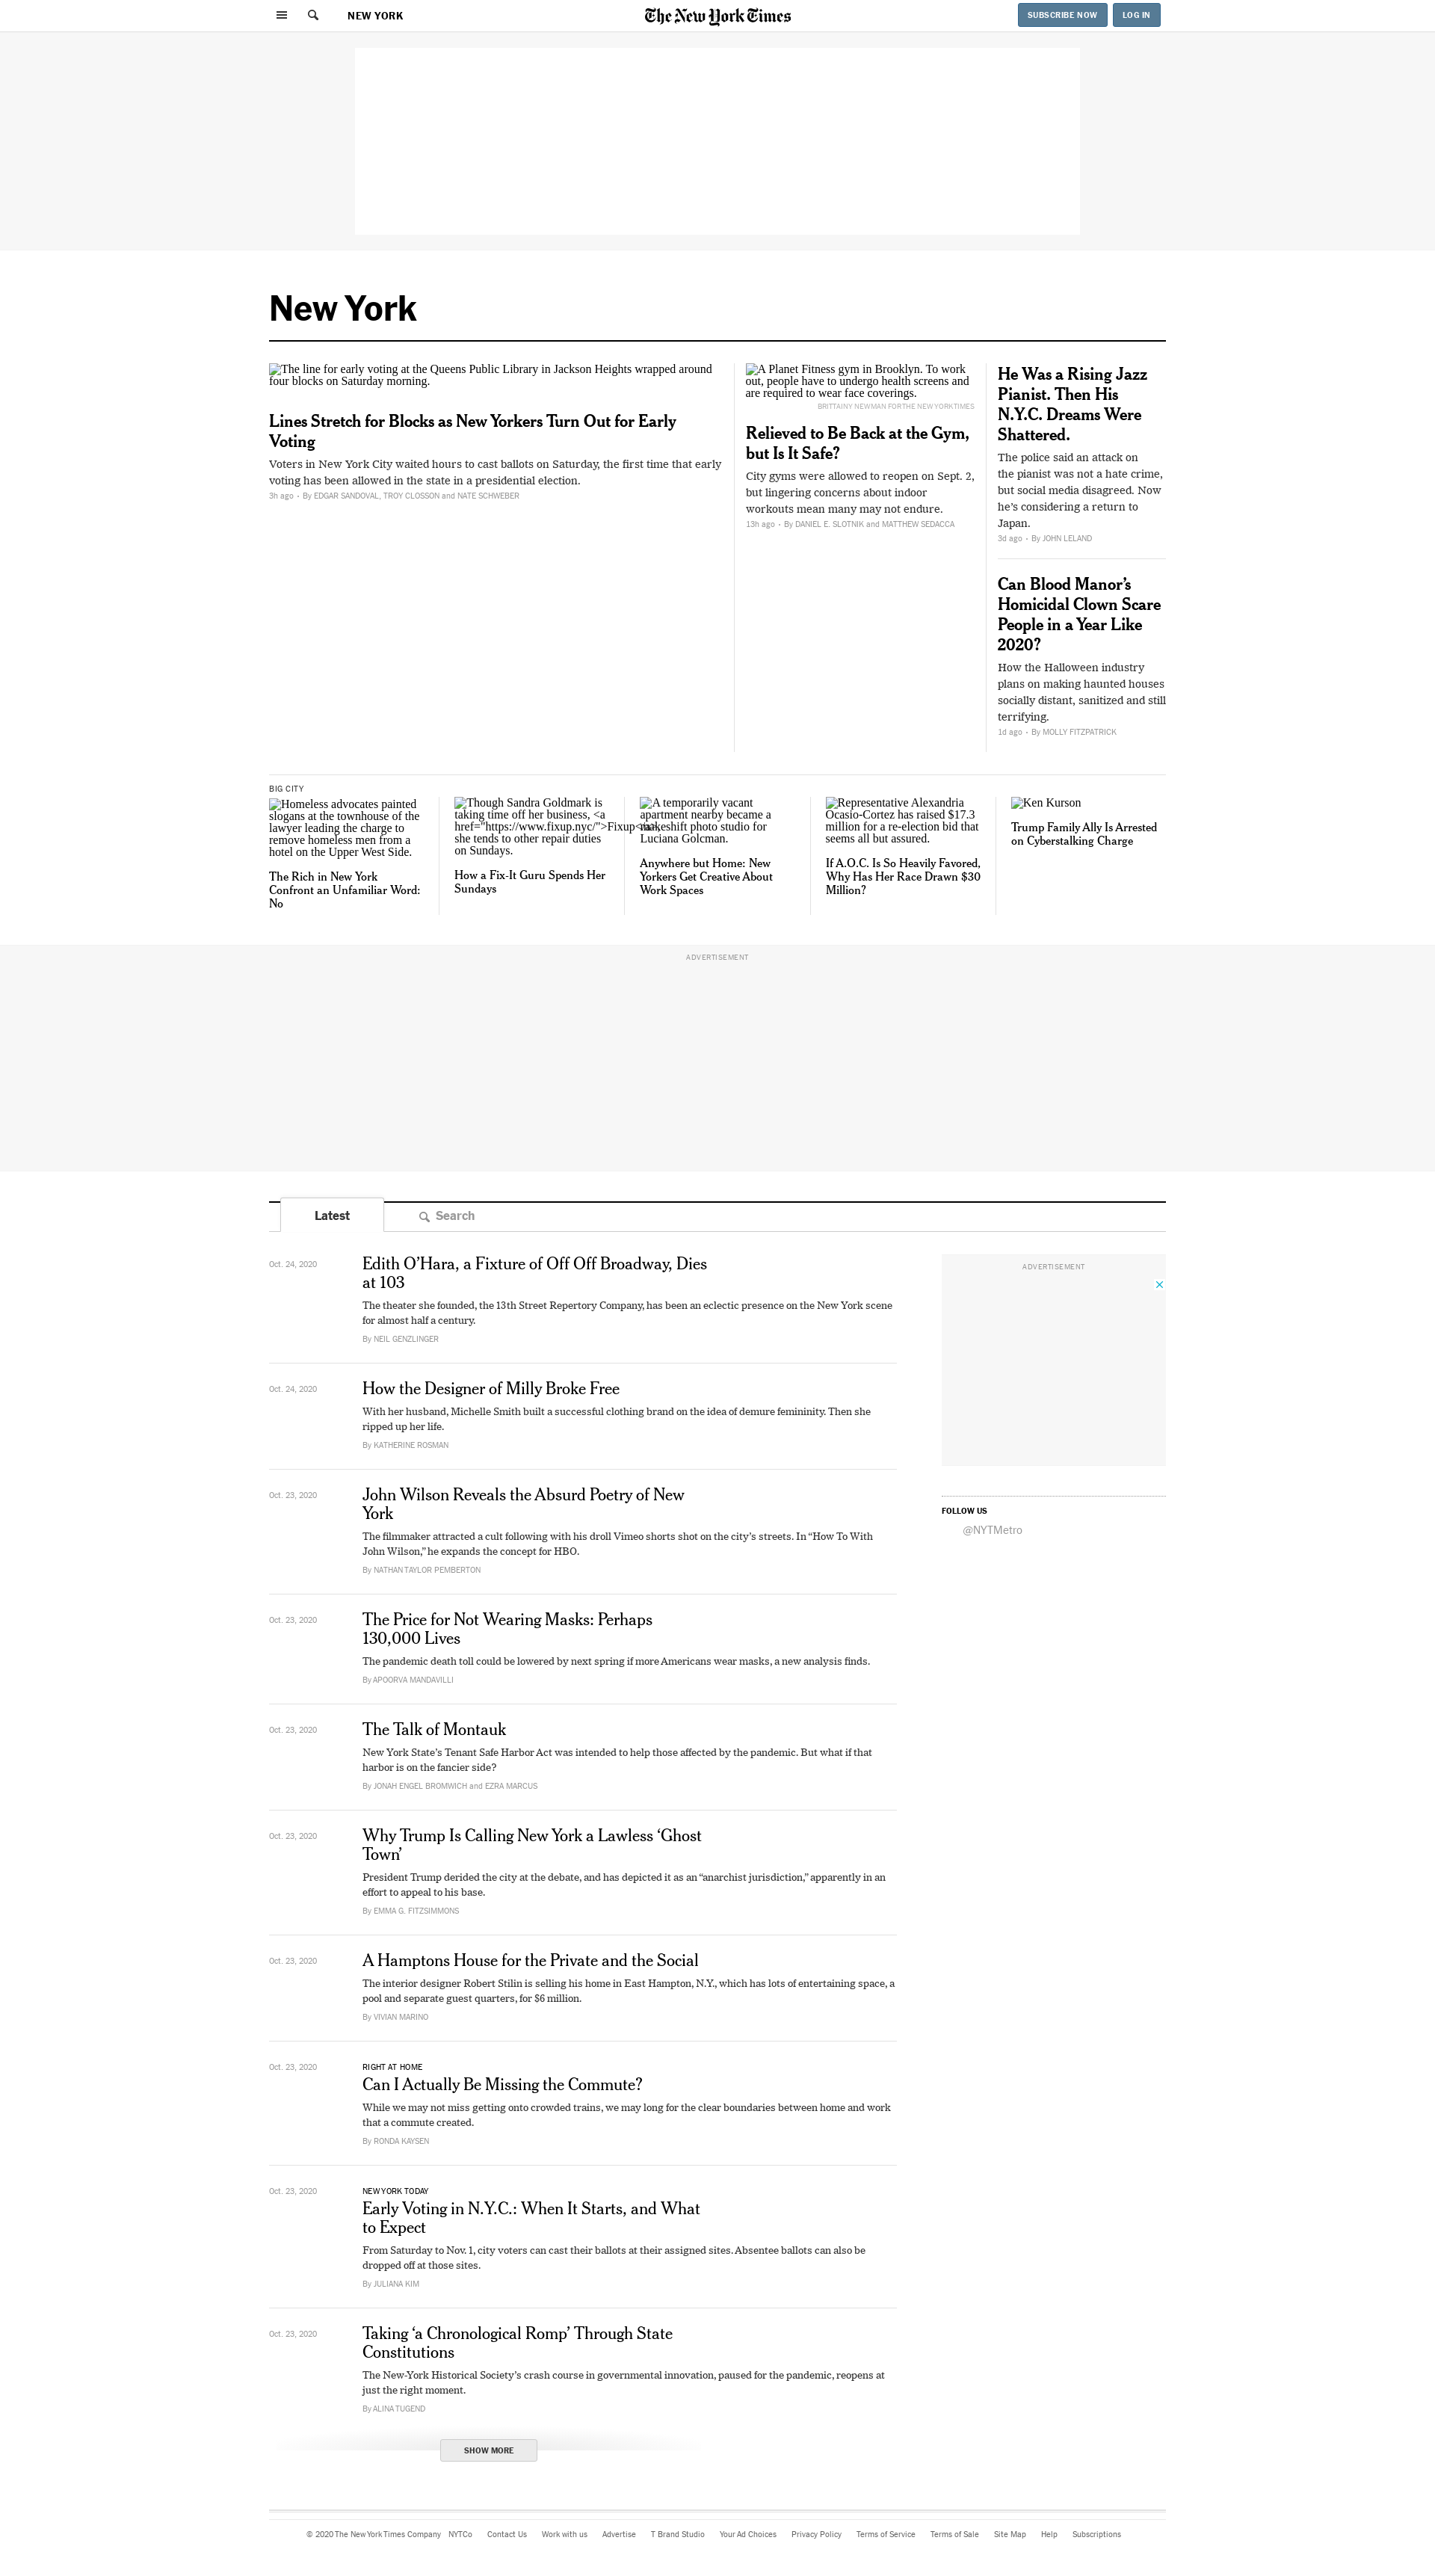 NEW YORK
The New York Times
SUBSCRIBE NOW
LOG IN
New York
The line for early voting at the Queens Public Library in Jackson Heights wrapped around
four blocks on Saturday morning.
Lines Stretch for Blocks as New Yorkers Turn Out for Early
Voting
Voters in New York City waited hours to cast ballots on Saturday, the first time that early
voting has been allowed in the state in a presidential election.
3h ago • By EDGAR SANDOVAL, TROY CLOSSON and NATE SCHWEBER
A Planet Fitness gym in Brooklyn. To work
out, people have to undergo health screens and
are required to wear face coverings.
BRITTAINY NEWMAN FOR THE NEW YORK TIMES
Relieved to Be Back at the Gym,
but Is It Safe?
City gyms were allowed to reopen on Sept. 2,
but lingering concerns about indoor
workouts mean many may not endure.
13h ago • By DANIEL E. SLOTNIK and MATTHEW SEDACCA
He Was a Rising Jazz
Pianist. Then His
N.Y.C. Dreams Were
Shattered.
The police said an attack on
the pianist was not a hate crime,
but social media disagreed. Now
he’s considering a return to
Japan.
3d ago • By JOHN LELAND
Can Blood Manor’s
Homicidal Clown Scare
People in a Year Like
2020?
How the Halloween industry
plans on making haunted houses
socially distant, sanitized and still
terrifying.
1d ago • By MOLLY FITZPATRICK
BIG CITY
Homeless advocates painted
slogans at the townhouse of the
lawyer leading the charge to
remove homeless men from a
hotel on the Upper West Side.
The Rich in New York
Confront an Unfamiliar Word:
No
Though Sandra Goldmark is
taking time off her business, <a
href="https://www.fixup.nyc/">Fixup</a>,
she tends to other repair duties
on Sundays.
How a Fix-It Guru Spends Her
Sundays
A temporarily vacant
apartment nearby became a
makeshift photo studio for
Luciana Golcman.
Anywhere but Home: New
Yorkers Get Creative About
Work Spaces
Representative Alexandria
Ocasio-Cortez has raised $17.3
million for a re-election bid that
seems all but assured.
If A.O.C. Is So Heavily Favored,
Why Has Her Race Drawn $30
Million?
Ken Kurson
Trump Family Ally Is Arrested
on Cyberstalking Charge
ADVERTISEMENT
Latest
Search
Oct. 24, 2020
Edith O’Hara, a Fixture of Off Off Broadway, Dies
at 103
The theater she founded, the 13th Street Repertory Company, has been an eclectic presence on the New York scene
for almost half a century.
By NEIL GENZLINGER
Oct. 24, 2020
How the Designer of Milly Broke Free
With her husband, Michelle Smith built a successful clothing brand on the idea of demure femininity. Then she
ripped up her life.
By KATHERINE ROSMAN
Oct. 23, 2020
John Wilson Reveals the Absurd Poetry of New
York
The filmmaker attracted a cult following with his droll Vimeo shorts shot on the city’s streets. In “How To With
John Wilson,” he expands the concept for HBO.
By NATHAN TAYLOR PEMBERTON
Oct. 23, 2020
The Price for Not Wearing Masks: Perhaps
130,000 Lives
The pandemic death toll could be lowered by next spring if more Americans wear masks, a new analysis finds.
By APOORVA MANDAVILLI
Oct. 23, 2020
The Talk of Montauk
New York State’s Tenant Safe Harbor Act was intended to help those affected by the pandemic. But what if that
harbor is on the fancier side?
By JONAH ENGEL BROMWICH and EZRA MARCUS
Oct. 23, 2020
Why Trump Is Calling New York a Lawless ‘Ghost
Town’
President Trump derided the city at the debate, and has depicted it as an “anarchist jurisdiction,” apparently in an
effort to appeal to his base.
By EMMA G. FITZSIMMONS
Oct. 23, 2020
A Hamptons House for the Private and the Social
The interior designer Robert Stilin is selling his home in East Hampton, N.Y., which has lots of entertaining space, a
pool and separate guest quarters, for $6 million.
By VIVIAN MARINO
Oct. 23, 2020
RIGHT AT HOME
Can I Actually Be Missing the Commute?
While we may not miss getting onto crowded trains, we may long for the clear boundaries between home and work
that a commute created.
By RONDA KAYSEN
Oct. 23, 2020
NEW YORK TODAY
Early Voting in N.Y.C.: When It Starts, and What
to Expect
From Saturday to Nov. 1, city voters can cast their ballots at their assigned sites. Absentee ballots can also be
dropped off at those sites.
By JULIANA KIM
Oct. 23, 2020
Taking ‘a Chronological Romp’ Through State
Constitutions
The New-York Historical Society’s crash course in governmental innovation, paused for the pandemic, reopens at
just the right moment.
By ALINA TUGEND
SHOW MORE
ADVERTISEMENT
FOLLOW US
@NYTMetro
© 2020 The New York Times Company NYTCo Contact Us Work with us Advertise T Brand Studio Your Ad Choices Privacy Policy Terms of Service Terms of Sale Site Map Help Subscriptions